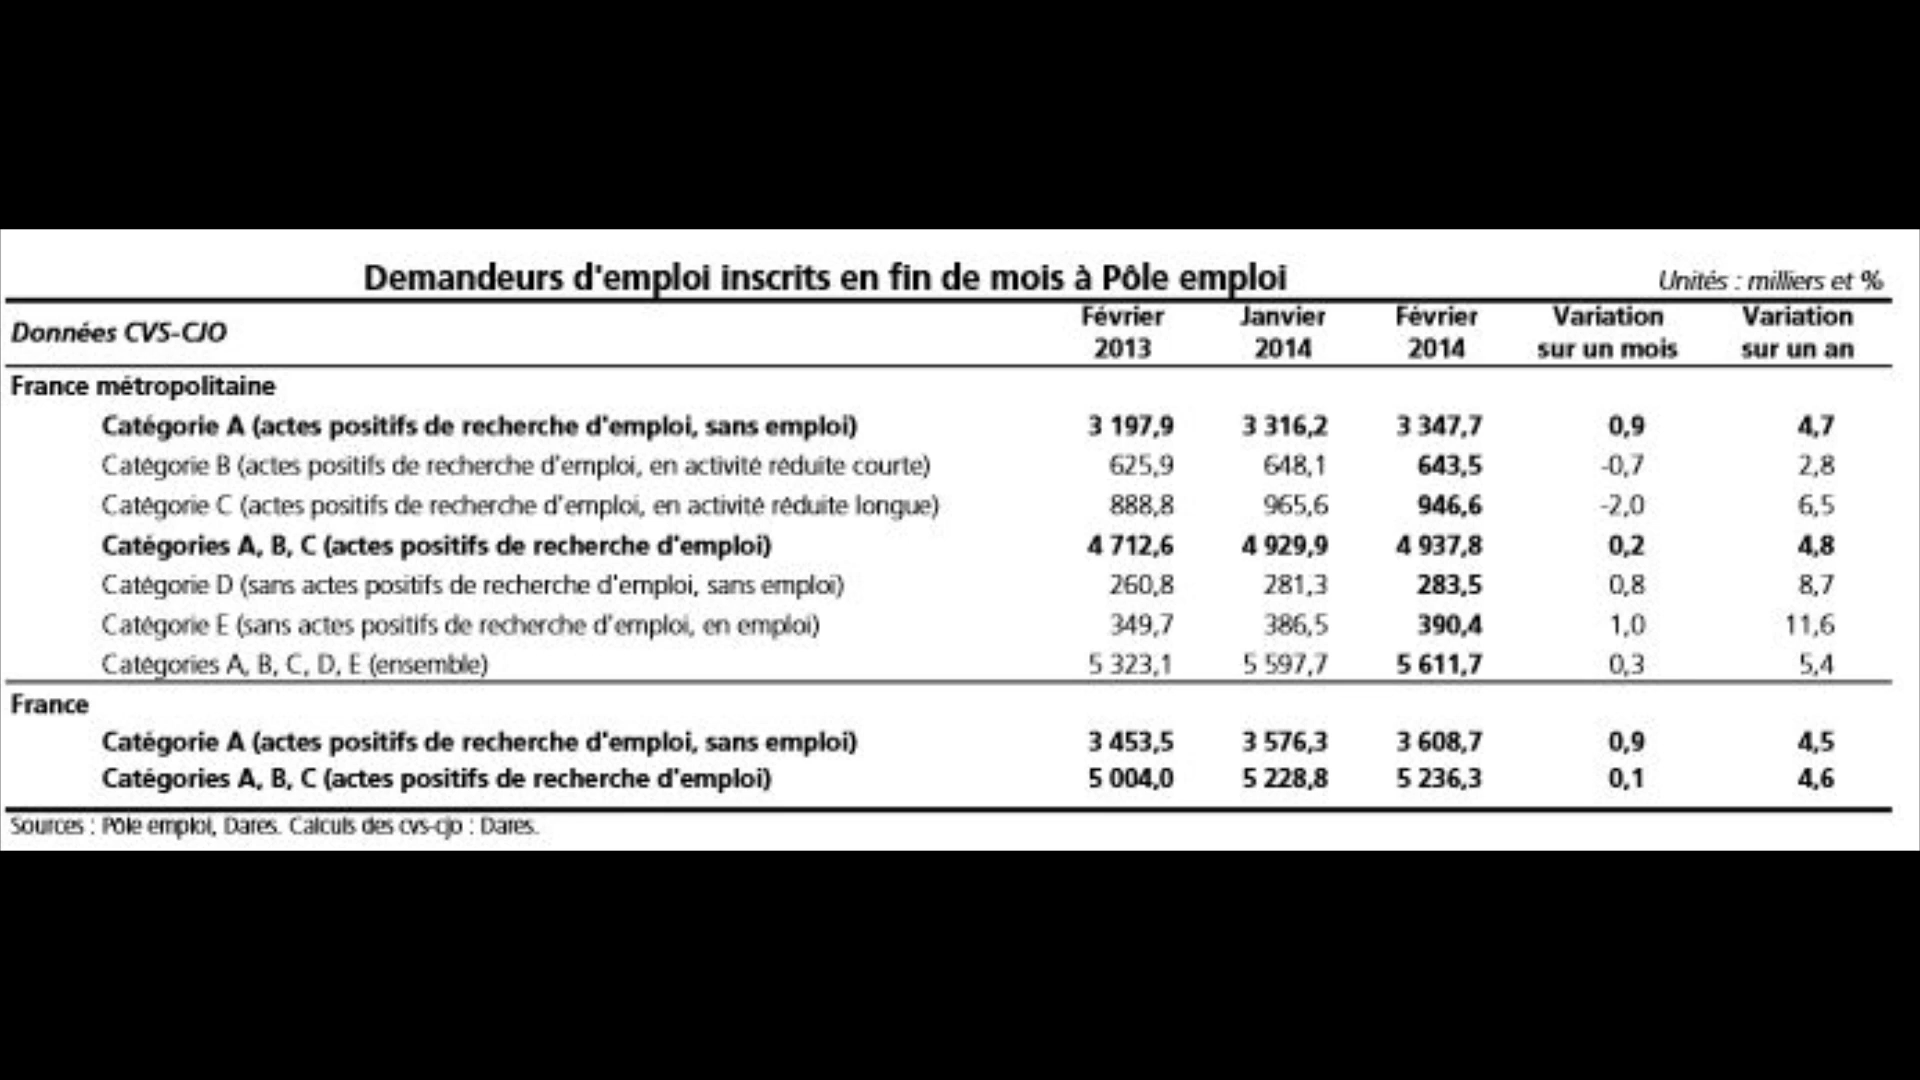 Demandeurs d'emploi inscrits en fin de mois à Pôle emploi Unités : milliers et %
Données CVS-CJO Février 2013 Janvier 2014 Février 2014 Variation sur un mois Variation sur un an
France métropolitaine
Catégorie A (actes positifs de recherche d'emploi, sans emploi) 3 197,9 3 316,2 3 347,7 0,9 4,7
Catégorie B (actes positifs de recherche d'emploi, en activité réduite courte) 625,9 648,1 643,5 -0,7 2,8
Catégorie C (actes positifs de recherche d'emploi, en activité réduite longue) 888,8 965,6 946,6 -2,0 6,5
Catégories A, B, C (actes positifs de recherche d'emploi) 4 712,6 4 929,9 4 937,8 0,2 4,8
Catégorie D (sans actes positifs de recherche d'emploi, sans emploi) 260,8 281,3 283,5 0,8 8,7
Catégorie E (sans actes positifs de recherche d'emploi, en emploi) 349,7 386,5 390,4 1,0 11,6
Catégories A, B, C, D, E (ensemble) 5 323,1 5 597,7 5 611,7 0,3 5,4
France
Catégorie A (actes positifs de recherche d'emploi, sans emploi) 3 453,5 3 576,3 3 608,7 0,9 4,5
Catégories A, B, C (actes positifs de recherche d'emploi) 5 004,0 5 228,8 5 236,3 0,1 4,6
Sources : Pôle emploi, Dares. Calculs des cvs-cjo : Dares.